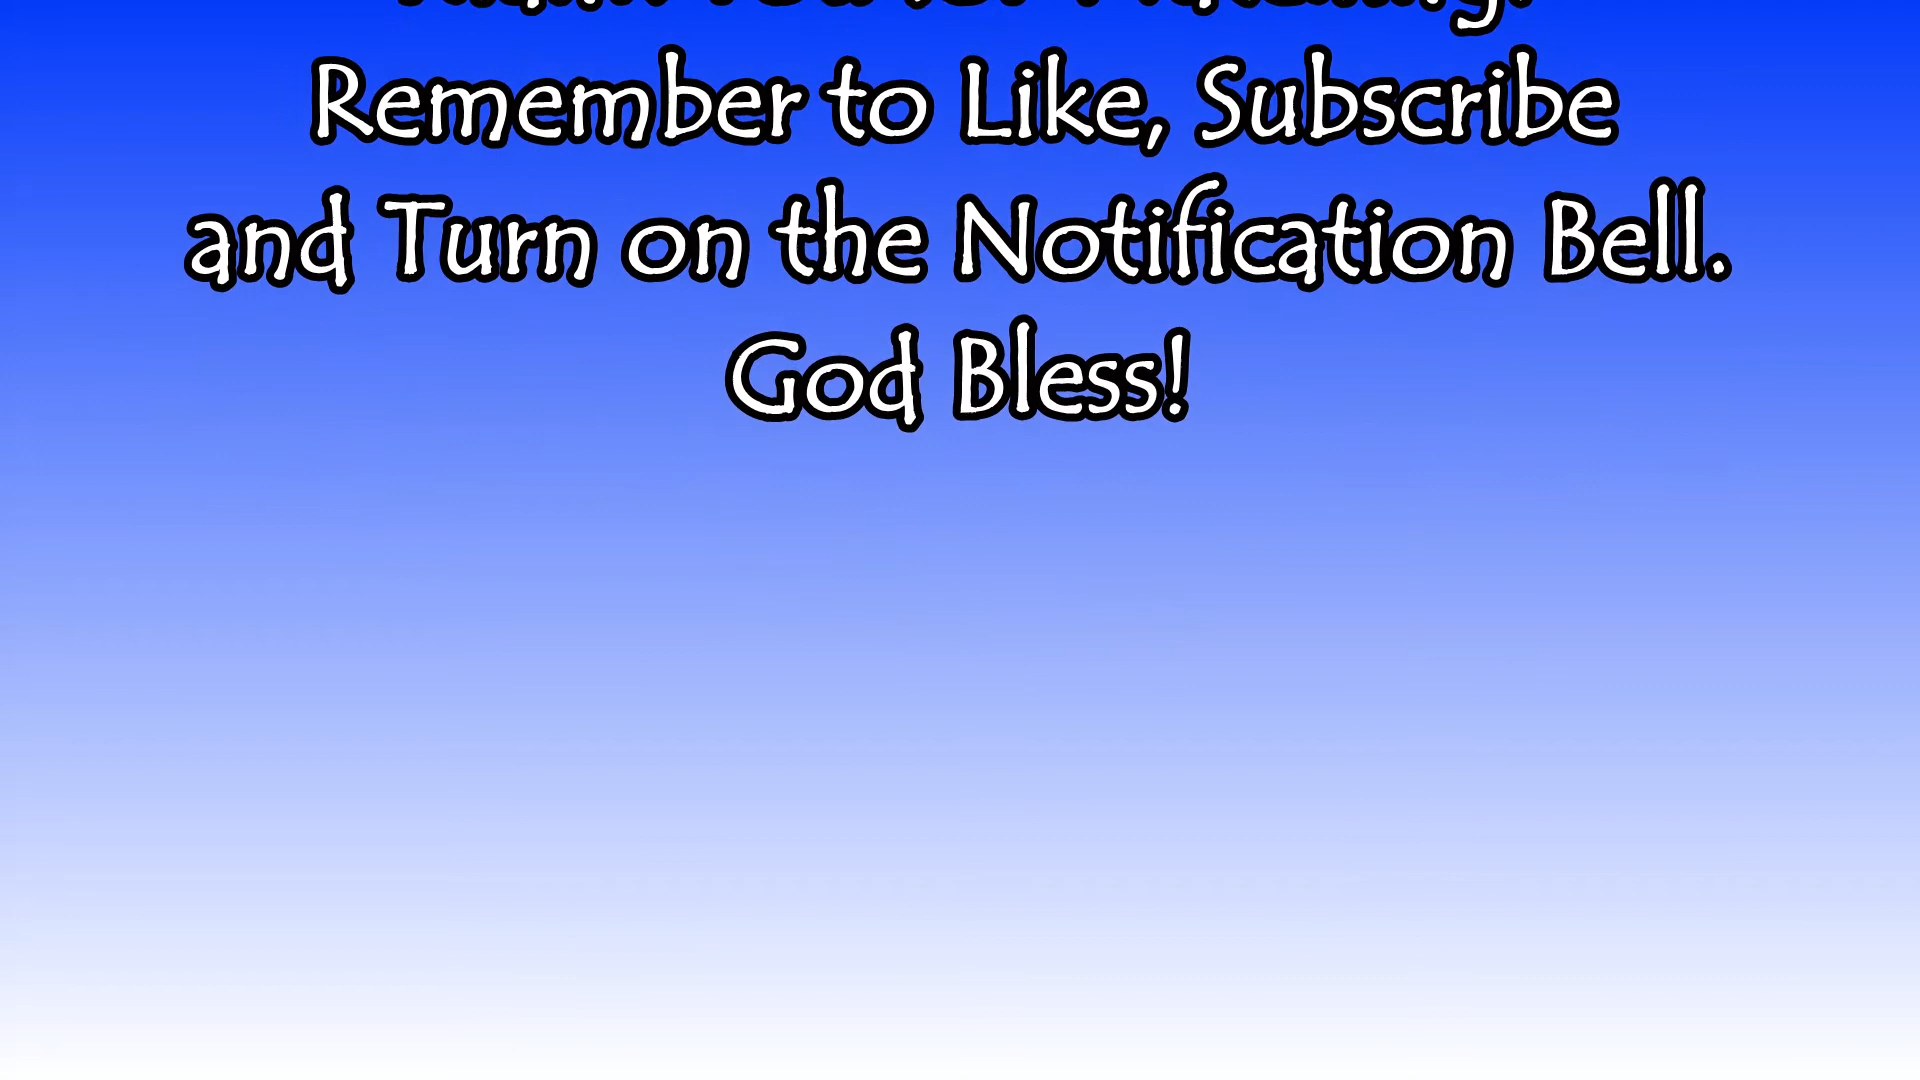 Remember to Like, Subscribe
and Turn on the Notification Bell.
God Bless!